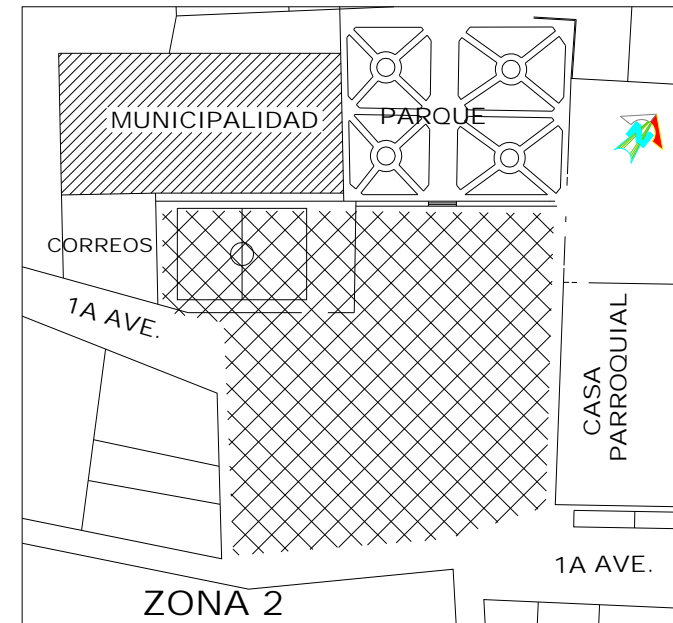 MUNICIPALIDAD
PARQUE
CORREOS
1A AVE.
CASA
PARROQUIAL
1A AVE.
ZONA 2